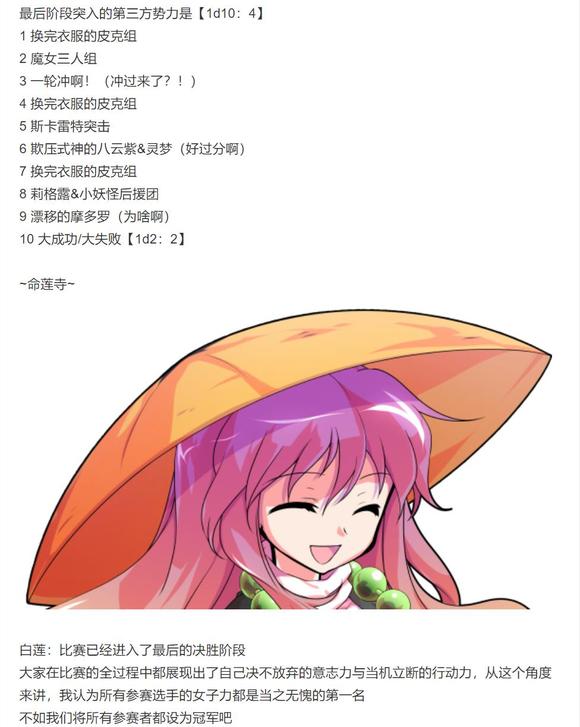 最后阶段突入的第三方势力是【1d10：4】
1 换完衣服的皮克组
2 魔女三人组
3 一轮冲啊！（冲过来了？！）
4 换完衣服的皮克组
5 斯卡雷特突击
6 欺压式神的八云紫&灵梦（好过分啊）
7 换完衣服的皮克组
8 莉格露&小妖怪后援团
9 漂移的摩多罗（为啥啊）
10 大成功/大失败【1d2：2】
~命莲寺~
白莲：比赛已经进入了最后的决胜阶段
大家在比赛的全过程中都展现出了自己决不放弃的意志力与当机立断的行动力，从这个角度
来讲，我认为所有参赛选手的女子力都是当之无愧的第一名
不如我们将所有参赛者都设为冠军吧